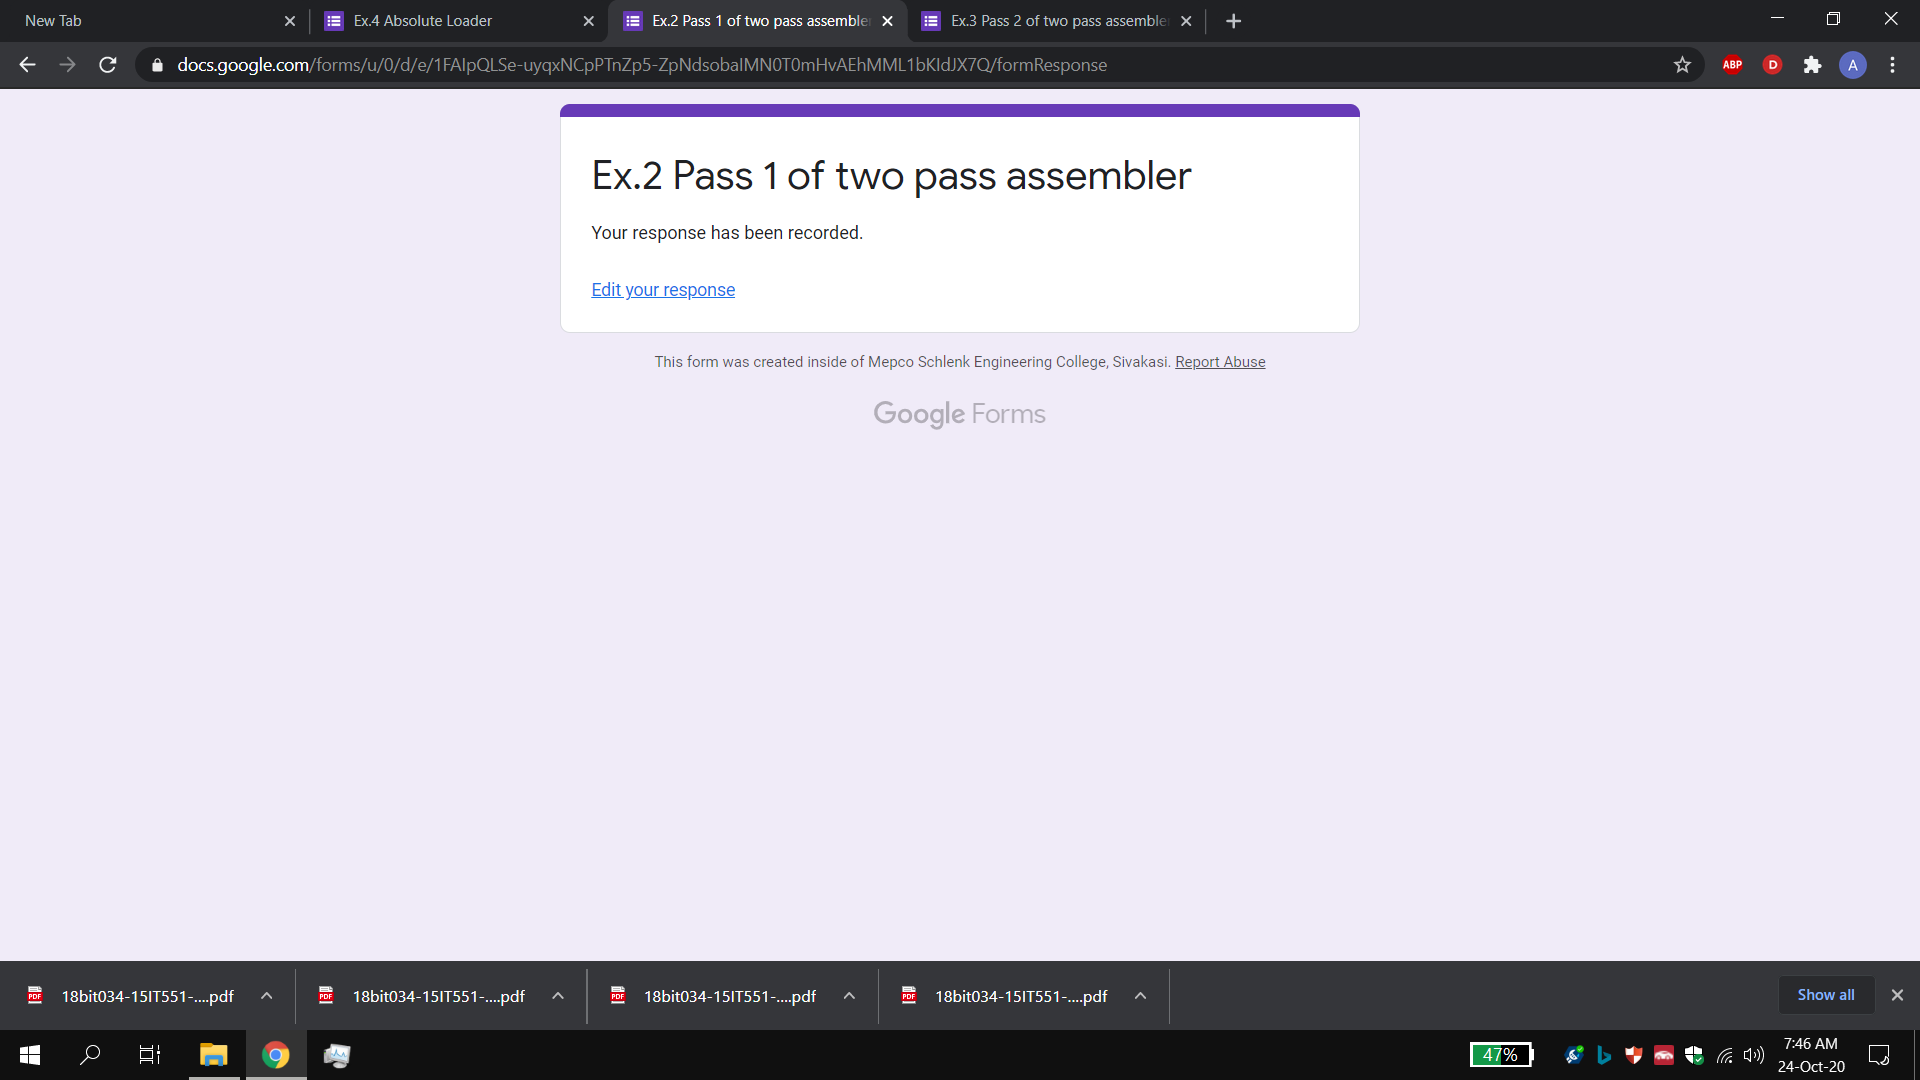 New Tab
Ex.4 Absolute Loader
Ex.2 Pass 1 of two pass assembler
Ex.3 Pass 2 of two pass assembler
docs.google.com/forms/u/0/d/e/1FAIpQLSe-uyqxNCpPTnZp5-ZpNdsobaIMN0T0mHvAEhMML1bKIdJX7Q/formResponse
ABP
D
A
Ex.2 Pass 1 of two pass assembler
Your response has been recorded.
Edit your response
This form was created inside of Mepco Schlenk Engineering College, Sivakasi. Report Abuse
Google Forms
18bit034-15IT551-....pdf
18bit034-15IT551-....pdf
18bit034-15IT551-....pdf
18bit034-15IT551-....pdf
Show all
47%
7:46 AM
24-Oct-20